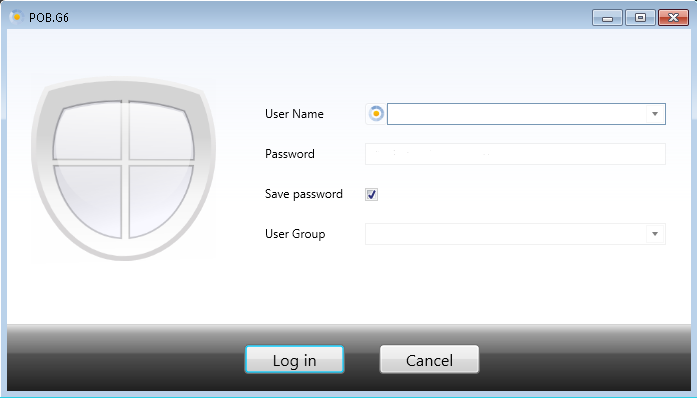 POB.G6
User Name
Password
Save password
User Group
Log in
Cancel